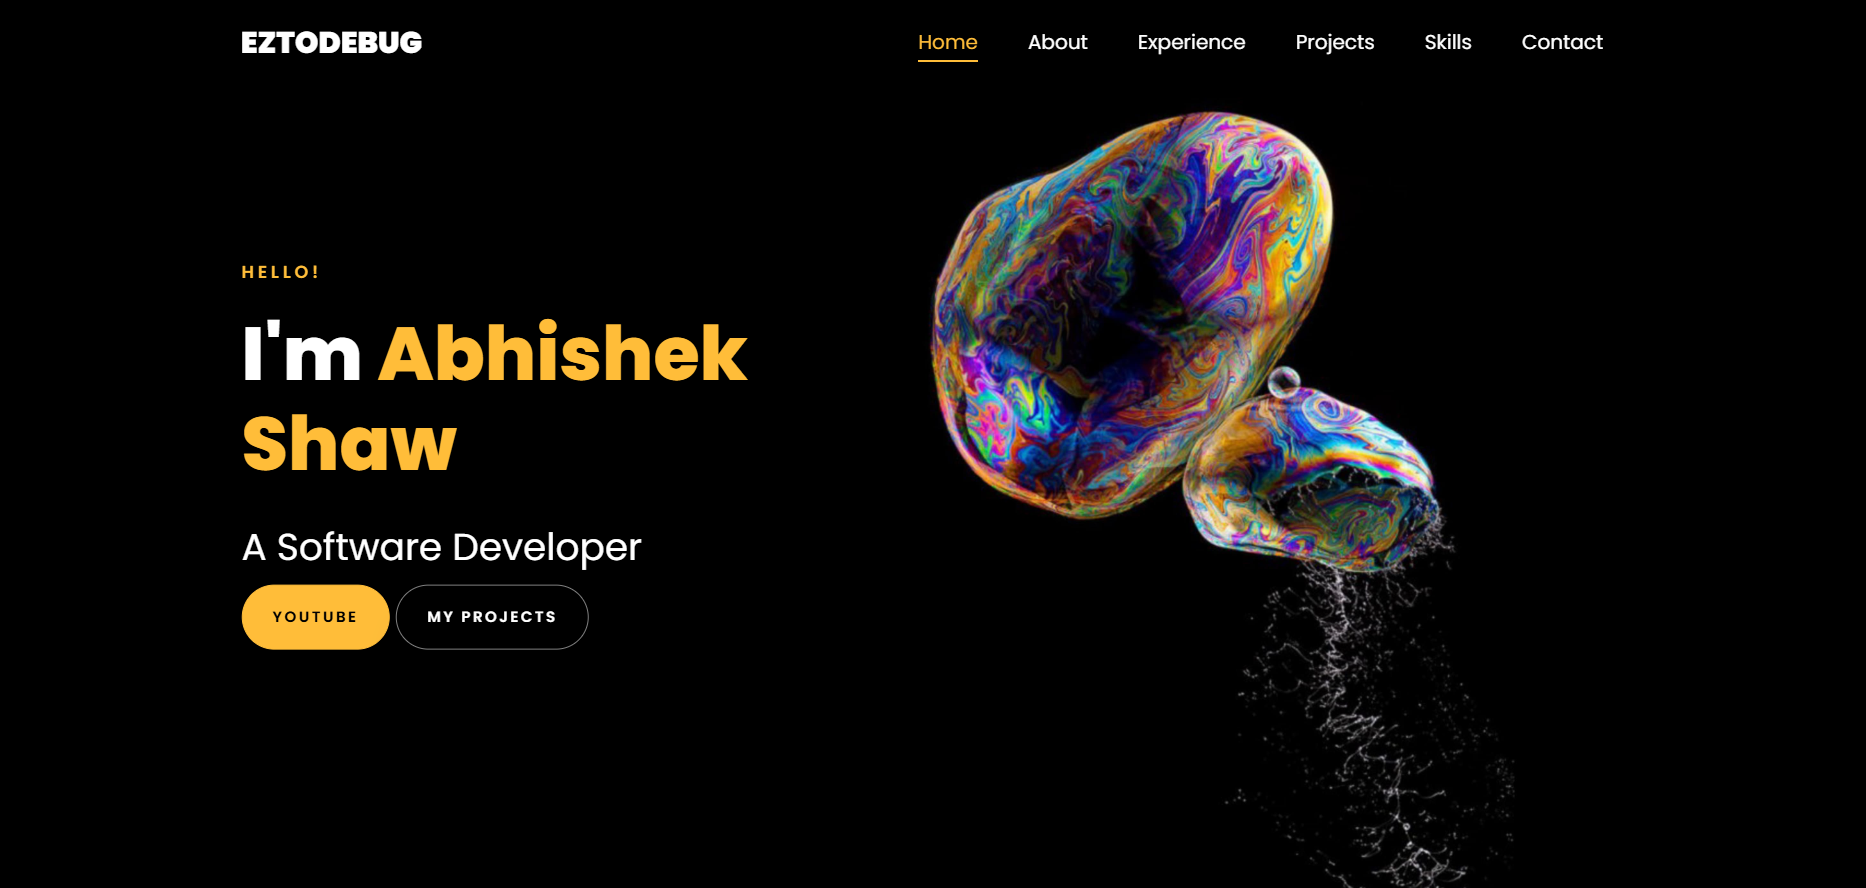 EZTODEBUG
Home About Experience Projects Skills Contact
HELLO!
I'm Abhishek
Shaw
A Software Developer
YOUTUBE MY PROJECTS